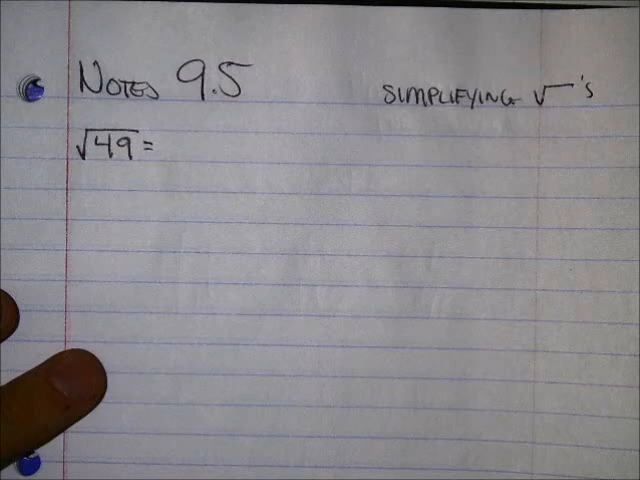 NOTES 9.5
SIMPLIFYING √ 's
√49 =